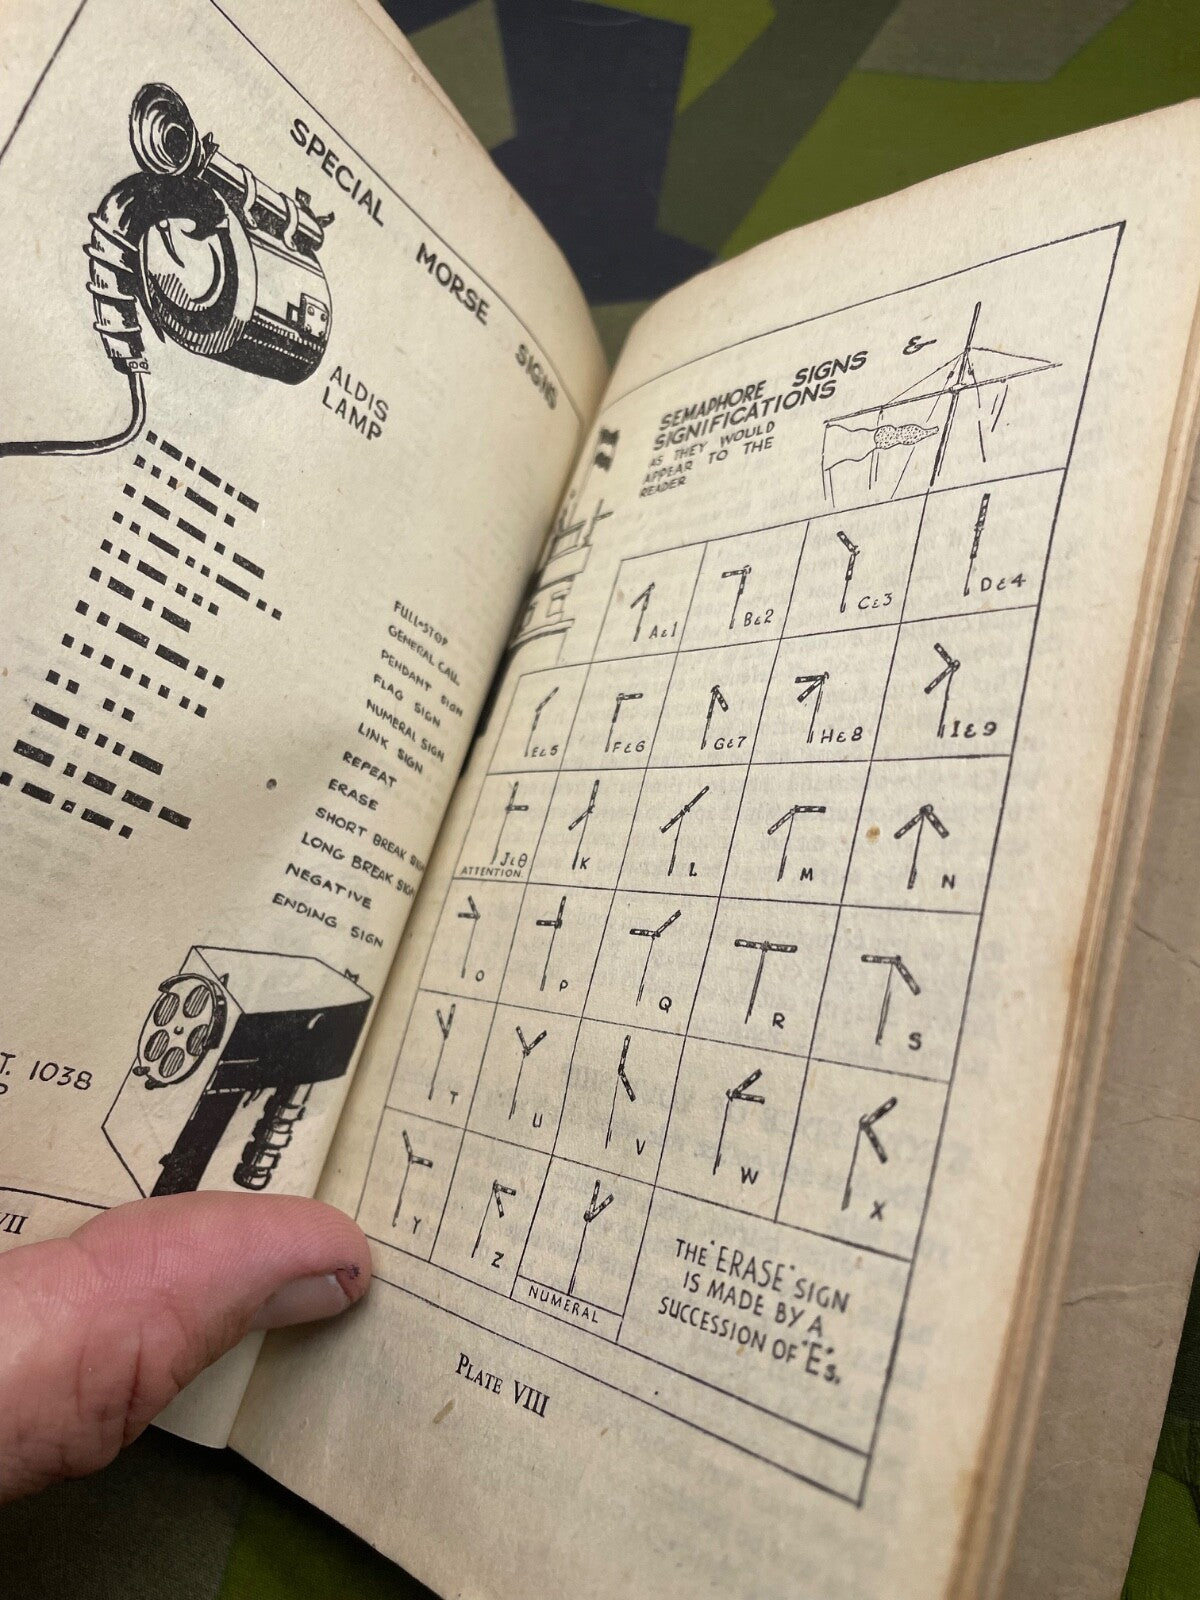 SPECIAL MORSE SIGNS
ALDIS
LAMP
FULL-STOP
GENERAL CALL
PENDANT SIGN
FLAG SIGN
NUMERAL SIGN
LINK SIGN
REPEAT
ERASE
SHORT BREAK
LONG BREAK
NEGATIVE
ENDING SIGN
1038
VII
SEMAPHORE SIGNS &
SIGNIFICATIONS
AS THEY WOULD
APPEAR TO THE
READER
A&1 B&2 C&3 D&4
E&5 F&6 G&7 H&8 I&9
J&0 K L M N
ATTENTION
O P Q R S
T U V W X
Y Z
NUMERAL
THE "ERASE" SIGN
IS MADE BY A
SUCCESSION OF "E"s.
PLATE VIII